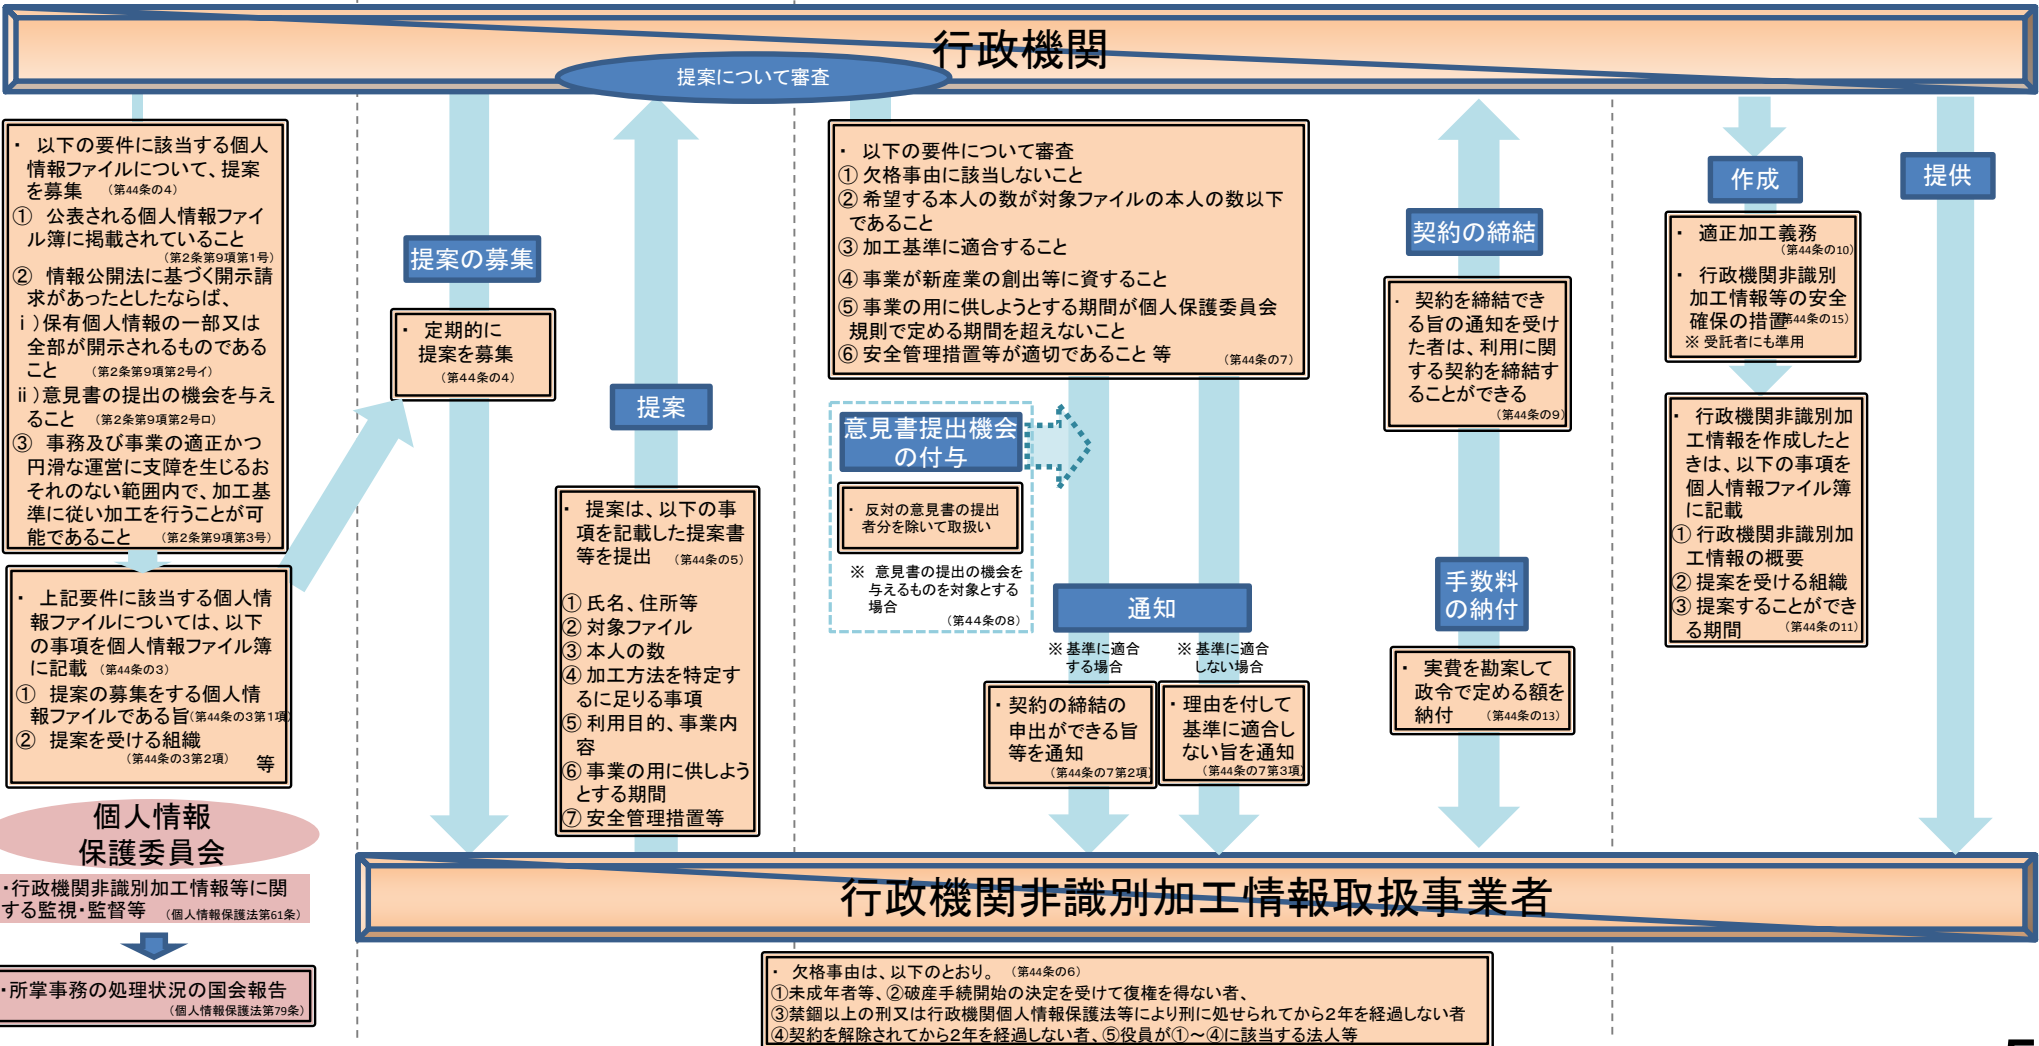 行政機関
提案について審査
・ 以下の要件に該当する個人
情報ファイルについて、提案
を募集 （第44条の4）
① 公表される個人情報ファイ
ル簿に掲載されていること
（第2条第9項第1号）
② 情報公開法に基づく開示請
求があったとしたならば、
ⅰ)保有個人情報の一部又は
全部が開示されるものである
こと （第2条第9項第2号イ）
ⅱ)意見書の提出の機会を与え
ること （第2条第9項第2号ロ）
③ 事務及び事業の適正かつ
円滑な運営に支障を生じるお
それのない範囲内で、加工基
準に従い加工を行うことが可
能であること （第2条第9項第3号）
・ 上記要件に該当する個人情
報ファイルについては、以下
の事項を個人情報ファイル簿
に記載 （第44条の3）
① 提案の募集をする個人情
報ファイルである旨（第44条の3第1項）
② 提案を受ける組織
（第44条の3第2項） 等
個人情報
保護委員会
・行政機関非識別加工情報等に関
する監視・監督等 （個人情報保護法第61条）
・所掌事務の処理状況の国会報告
（個人情報保護法第79条）
提案の募集
・ 定期的に
提案を募集
（第44条の4）
提案
・ 提案は、以下の事
項を記載した提案書
等を提出 （第44条の5）
① 氏名、住所等
② 対象ファイル
③ 本人の数
④ 加工方法を特定す
るに足りる事項
⑤ 利用目的、事業内
容
⑥ 事業の用に供しよう
とする期間
⑦ 安全管理措置等
・ 以下の要件について審査
① 欠格事由に該当しないこと
② 希望する本人の数が対象ファイルの本人の数以下
であること
③ 加工基準に適合すること
④ 事業が新産業の創出等に資すること
⑤ 事業の用に供しようとする期間が個人保護委員会
規則で定める期間を超えないこと
⑥ 安全管理措置等が適切であること 等 （第44条の7）
意見書提出機会
の付与
・ 反対の意見書の提出
者分を除いて取扱い
※ 意見書の提出の機会を
与えるものを対象とする
場合
（第44条の8）
通知
※ 基準に適合
する場合
※ 基準に適合
しない場合
・契約の締結の
申出ができる旨
等を通知
（第44条の7第2項）
・理由を付して
基準に適合し
ない旨を通知
（第44条の7第3項）
契約の締結
・ 契約を締結でき
る旨の通知を受け
た者は、利用に関
する契約を締結す
ることができる
（第44条の9）
手数料
の納付
・ 実費を勘案して
政令で定める額を
納付 （第44条の13）
作成
・ 適正加工義務
（第44条の10）
・ 行政機関非識別
加工情報等の安全
確保の措置（第44条の15）
※ 受託者にも準用
・ 行政機関非識別加
工情報を作成したと
きは、以下の事項を
個人情報ファイル簿
に記載
① 行政機関非識別加
工情報の概要
② 提案を受ける組織
③ 提案することができ
る期間 （第44条の11）
提供
行政機関非識別加工情報取扱事業者
・ 欠格事由は、以下のとおり。 （第44条の6）
①未成年者等、②破産手続開始の決定を受けて復権を得ない者、
③禁錮以上の刑又は行政機関個人情報保護法等により刑に処せられてから2年を経過しない者
④契約を解除されてから2年を経過しない者、⑤役員が①～④に該当する法人等